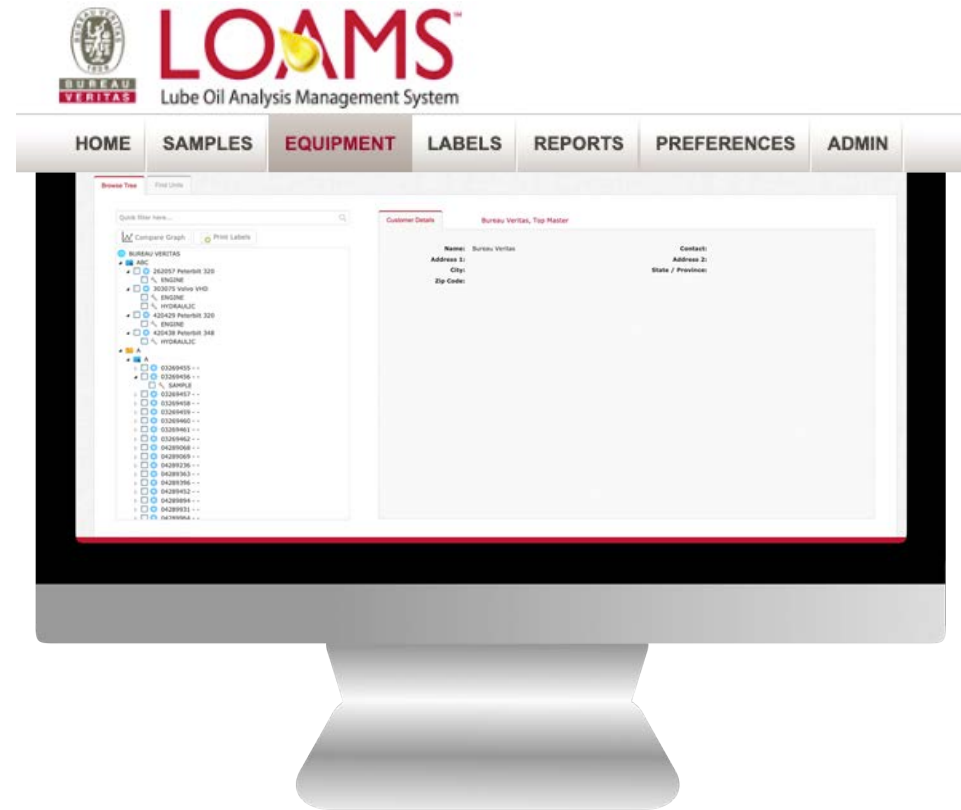 LOAMS™
1828
BUREAU
VERITAS
Lube Oil Analysis Management System
HOME SAMPLES EQUIPMENT LABELS REPORTS PREFERENCES ADMIN
Browse Tree Find Units
Quick filter here...
Customer Details Bureau Veritas, Top Master
Compare Graph Print Labels
Name: Bureau Veritas Contact:
Address 1: Address 2:
City: State / Province:
Zip Code:
BUREAU VERITAS
ABC
262057 Peterbilt 320
ENGINE
303075 Volvo VHD
ENGINE
HYDRAULIC
420429 Peterbilt 320
ENGINE
420438 Peterbilt 348
HYDRAULIC
A
A
03269455 - -
03269456 - -
SAMPLE
03269457 - -
03269458 - -
03269459 - -
03269460 - -
03269461 - -
03269462 - -
04289068 - -
04289069 - -
04289236 - -
04289363 - -
04289396 - -
04289452 - -
04289894 - -
04289931 - -
04289964 - -